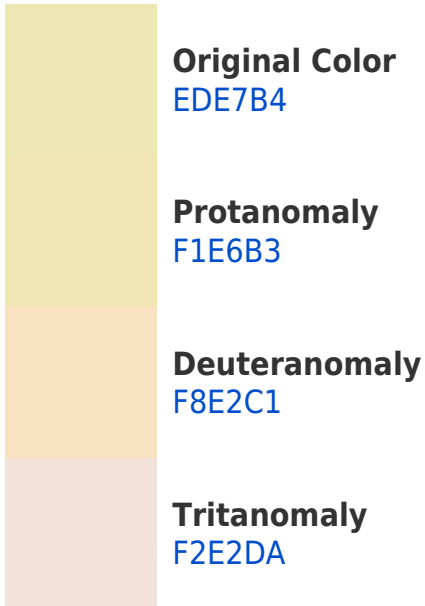 Original Color
EDE7B4
Protanomaly
F1E6B3
Deuteranomaly
F8E2C1
Tritanomaly
F2E2DA